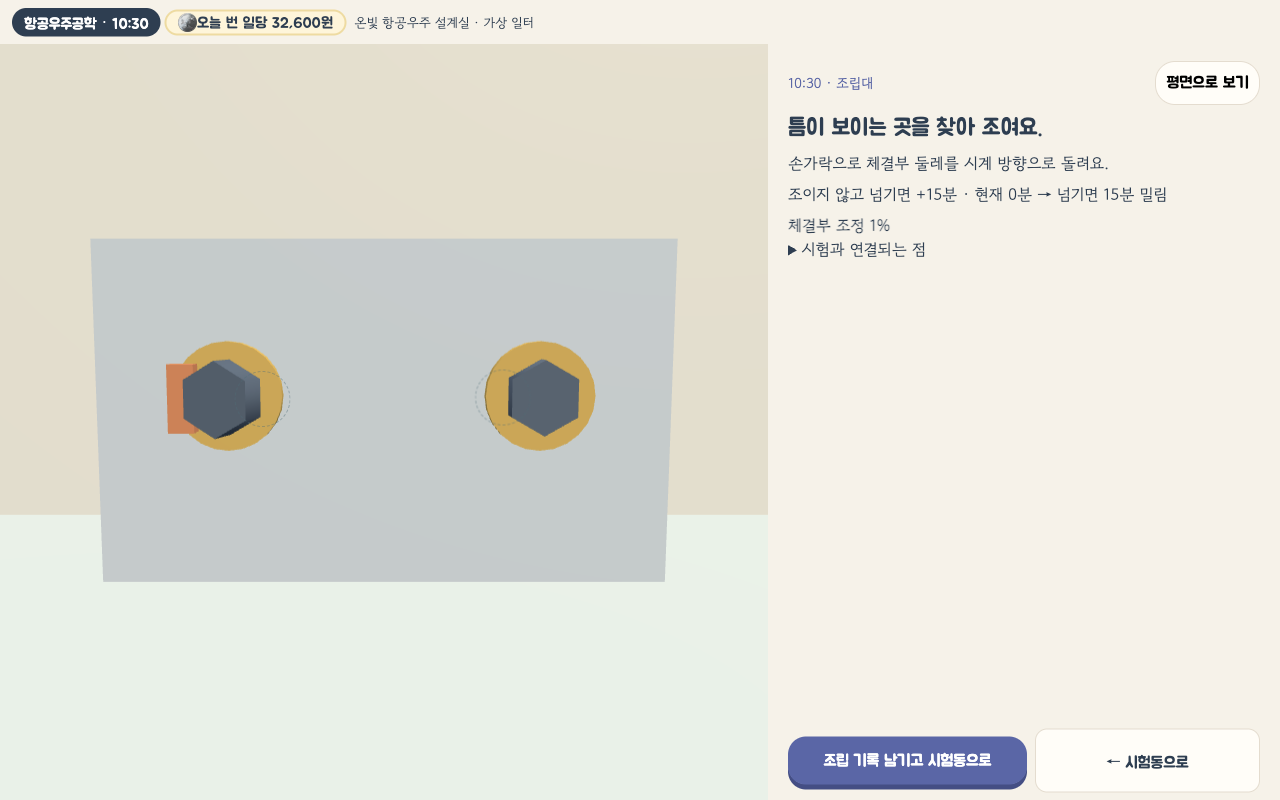 항공우주공학 · 10:30
오늘 번 일당 32,600원
온빛 항공우주 설계실 · 가상 일터
10:30 · 조립대
평면으로 보기
틈이 보이는 곳을 찾아 조여요.
손가락으로 체결부 둘레를 시계 방향으로 돌려요.
조이지 않고 넘기면 +15분 · 현재 0분 → 넘기면 15분 밀림
체결부 조정 1%
▶ 시험과 연결되는 점
조립 기록 남기고 시험동으로
← 시험동으로